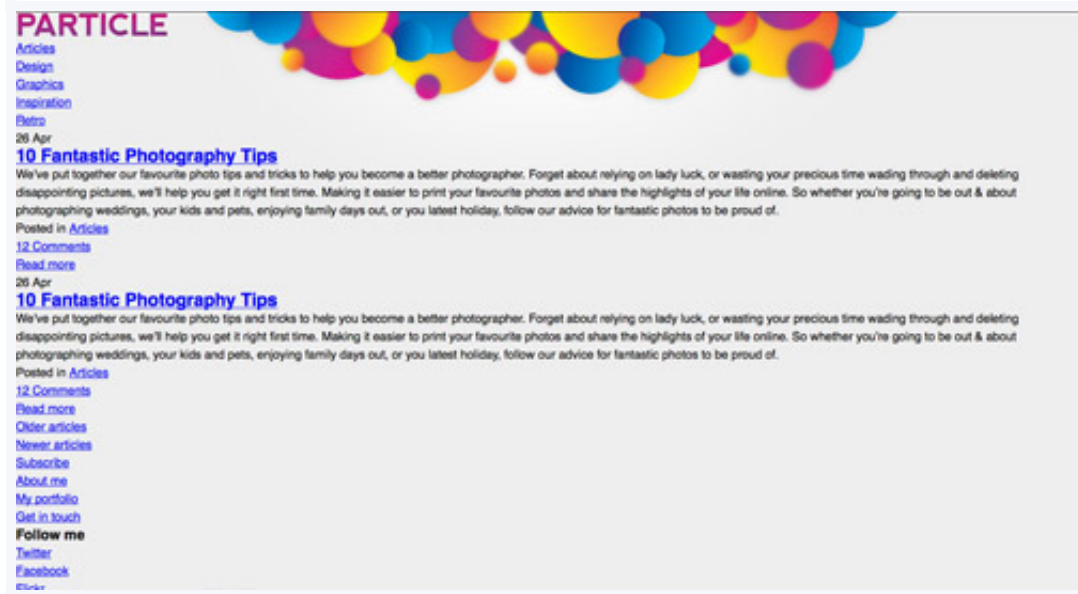 PARTICLE
Articles
Design
Graphics
Inspiration
Retro
26 Apr
10 Fantastic Photography Tips
We've put together our favourite photo tips and tricks to help you become a better photographer. Forget about relying on lady luck, or wasting your precious time wading through and deleting
disappointing pictures, we'll help you get it right first time. Making it easier to print your favourite photos and share the highlights of your life online. So whether you're going to be out & about
photographing weddings, your kids and pets, enjoying family days out, or you latest holiday, follow our advice for fantastic photos to be proud of.
Posted in Articles
12 Comments
Read more
26 Apr
10 Fantastic Photography Tips
We've put together our favourite photo tips and tricks to help you become a better photographer. Forget about relying on lady luck, or wasting your precious time wading through and deleting
disappointing pictures, we'll help you get it right first time. Making it easier to print your favourite photos and share the highlights of your life online. So whether you're going to be out & about
photographing weddings, your kids and pets, enjoying family days out, or you latest holiday, follow our advice for fantastic photos to be proud of.
Posted in Articles
12 Comments
Read more
Older articles
Newer articles
Subscribe
About me
My portfolio
Get in touch
Follow me
Twitter
Facebook
Flickr